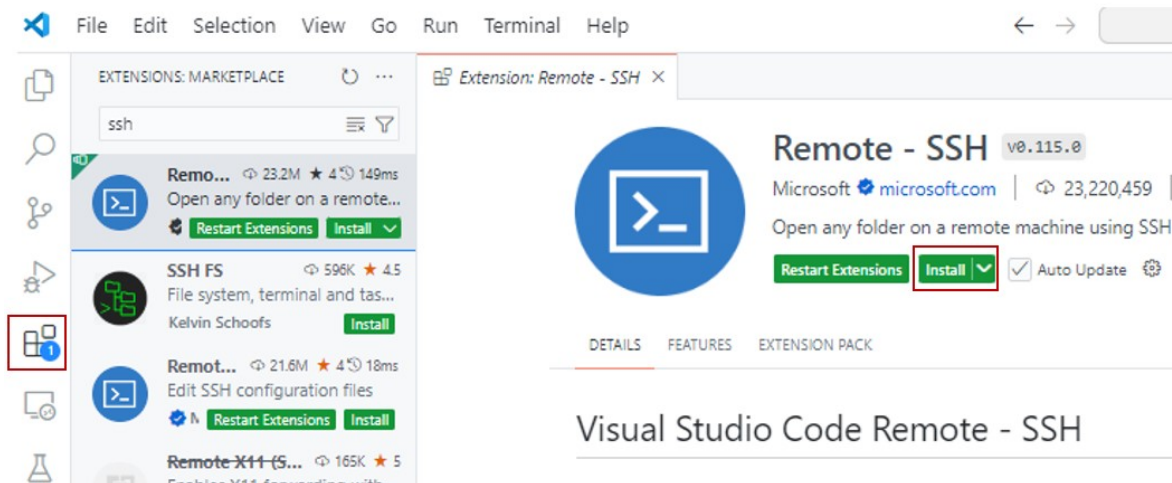 File Edit Selection View Go Run Terminal Help
EXTENSIONS: MARKETPLACE
ssh
Remo... 23.2M ★ 4 149ms
Open any folder on a remote...
Restart Extensions Install
SSH FS 596K ★ 4.5
File system, terminal and tas...
Kelvin Schoofs Install
Remot... 21.6M ★ 4 18ms
Edit SSH configuration files
Restart Extensions Install
Remote X11 (S... 165K ★ 5
1
Extension: Remote - SSH
Remote - SSH v0.115.0
Microsoft microsoft.com | 23,220,459 |
Open any folder on a remote machine using SSH
Restart Extensions Install Auto Update
DETAILS FEATURES EXTENSION PACK
Visual Studio Code Remote - SSH